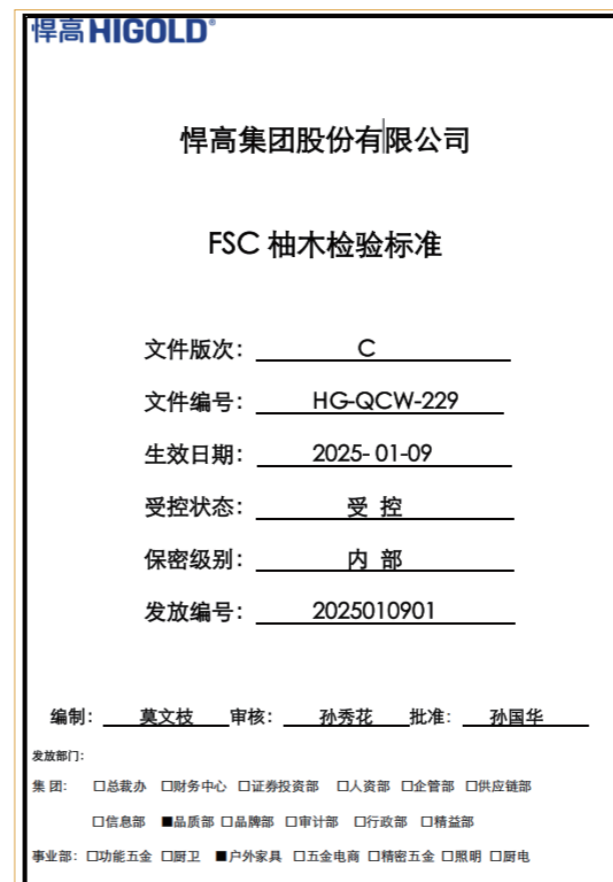 悍高HIGOLD®
悍高集团股份有限公司
FSC 柚木检验标准
文件版次： C
文件编号： HG-QCW-229
生效日期： 2025- 01-09
受控状态： 受 控
保密级别： 内 部
发放编号： 2025010901
编制： 莫文枝 审核： 孙秀花 批准： 孙国华
发放部门：
集 团： □总裁办 □财务中心 □证券投资部 □人资部 □企管部 □供应链部
□信息部 ■品质部 □品牌部 □审计部 □行政部 □精益部
事业部： □功能五金 □厨卫 ■户外家具 □五金电商 □精密五金 □照明 □厨电